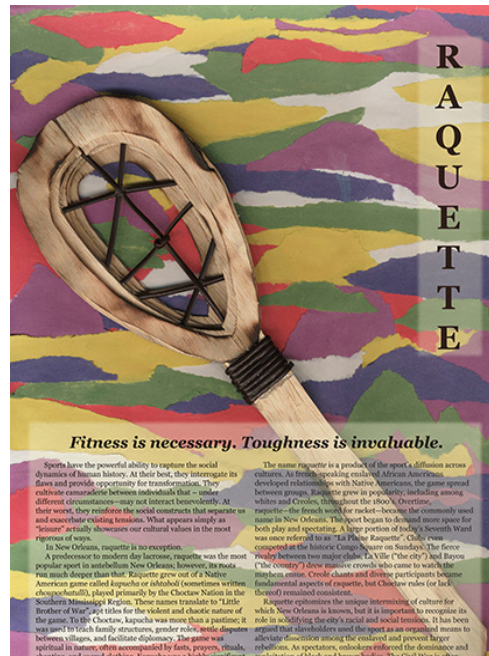 RAQUETTE
Fitness is necessary. Toughness is invaluable.
Sports have the powerful ability to capture the social
dynamics of human history. At their best, they interrogate its
flaws and provide opportunity for transformation. They
cultivate camaraderie between individuals that – under
different circumstances—may not interact benevolently. At
their worst, they reinforce the social constructs that separate us
and exacerbate existing tensions. What appears simply as
"leisure" actually showcases our cultural values in the most
rigorous of ways.
In New Orleans, raquette is no exception.
A predecessor to modern day lacrosse, raquette was the most
popular sport in antebellum New Orleans; however, its roots
run much deeper than that. Raquette grew out of a Native
American game called kapucha or ishtaboli (sometimes written
choupouchatulli), played primarily by the Choctaw Nation in the
Southern Mississippi Region. These names translate to "Little
Brother of War", apt titles for the violent and chaotic nature of
the game. To the Choctaw, kapucha was more than a pastime; it
was used to teach family structures, gender roles, settle disputes
between villages, and facilitate diplomacy. The game was
spiritual in nature, often accompanied by fasts, prayers, rituals,
The name raquette is a product of the sport's diffusion across
cultures. As french-speaking enslaved African Americans
developed relationships with Native Americans, the game spread
between groups. Raquette grew in popularity, including among
whites and Creoles, throughout the 1800's. Overtime,
raquette—the french word for racket—became the commonly used
name in New Orleans. The sport began to demand more space for
both play and spectating. A large portion of today's Seventh Ward
was once referred to as "La Plaine Raquette". Clubs even
competed at the historic Congo Square on Sundays. The fierce
rivalry between two major clubs, La Ville ("the city") and Bayou
("the country") drew massive crowds who came to watch the
mayhem ensue. Creole chants and diverse participants became
fundamental aspects of raquette, but Choctaw rules (or lack
thereof) remained consistent.
Raquette epitomizes the unique intermixing of culture for
which New Orleans is known, but it is important to recognize its
role in solidifying the city's racial and social tensions. It has been
argued that slaveholders used the sport as an organized means to
alleviate dissension among the enslaved and prevent larger
rebellions. As spectators, onlookers enforced the dominance and